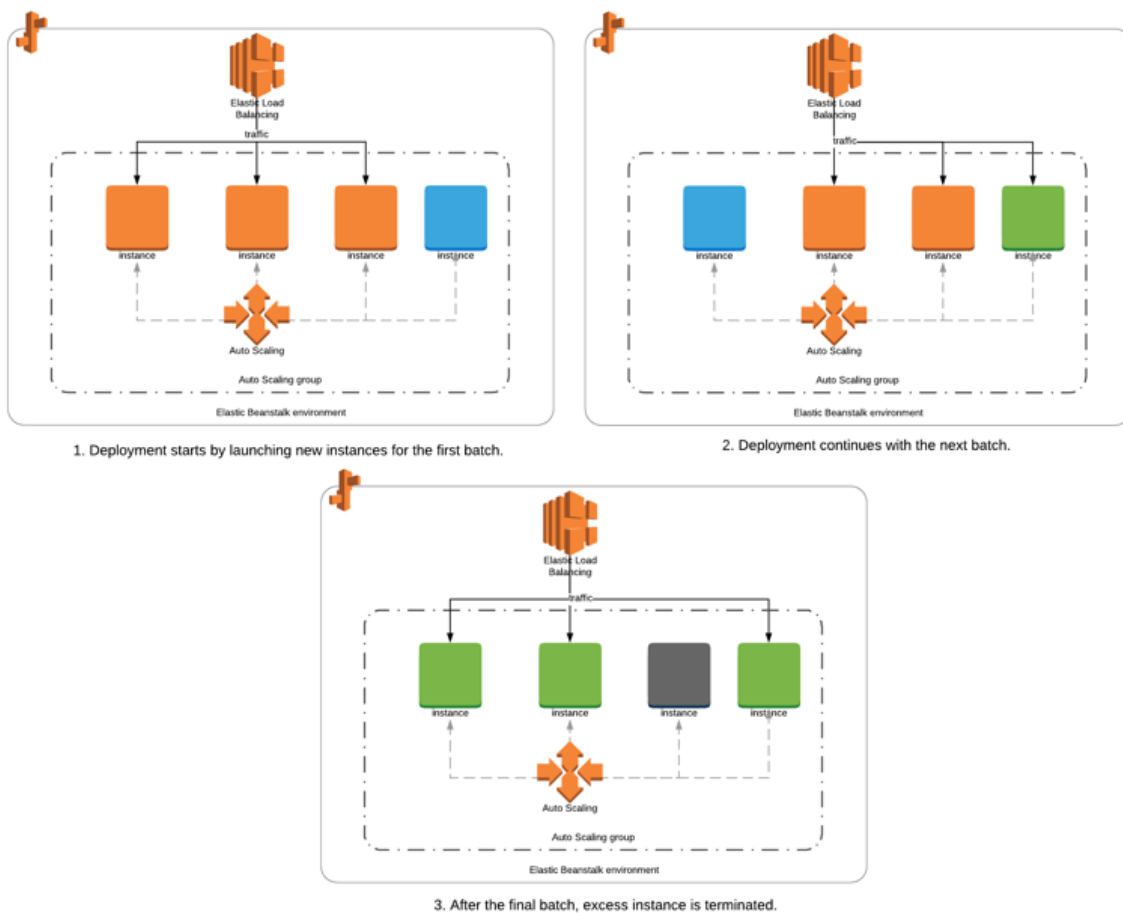 Elastic Load
Balancing
traffic
instance
instance
instance
instance
Auto Scaling
Auto Scaling group
Elastic Beanstalk environment
1. Deployment starts by launching new instances for the first batch.
Elastic Load
Balancing
traffic
instance
instance
instance
instance
Auto Scaling
Auto Scaling group
Elastic Beanstalk environment
2. Deployment continues with the next batch.
Elastic Load
Balancing
traffic
instance
instance
instance
instance
Auto Scaling
Auto Scaling group
Elastic Beanstalk environment
3. After the final batch, excess instance is terminated.